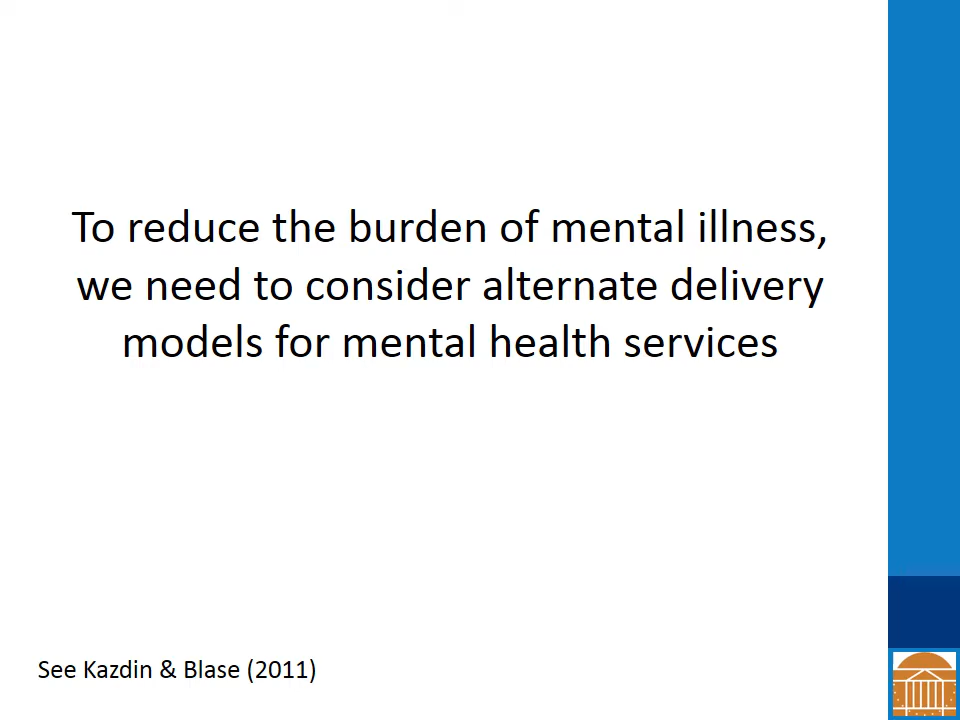 To reduce the burden of mental illness,
we need to consider alternate delivery
models for mental health services
See Kazdin & Blase (2011)